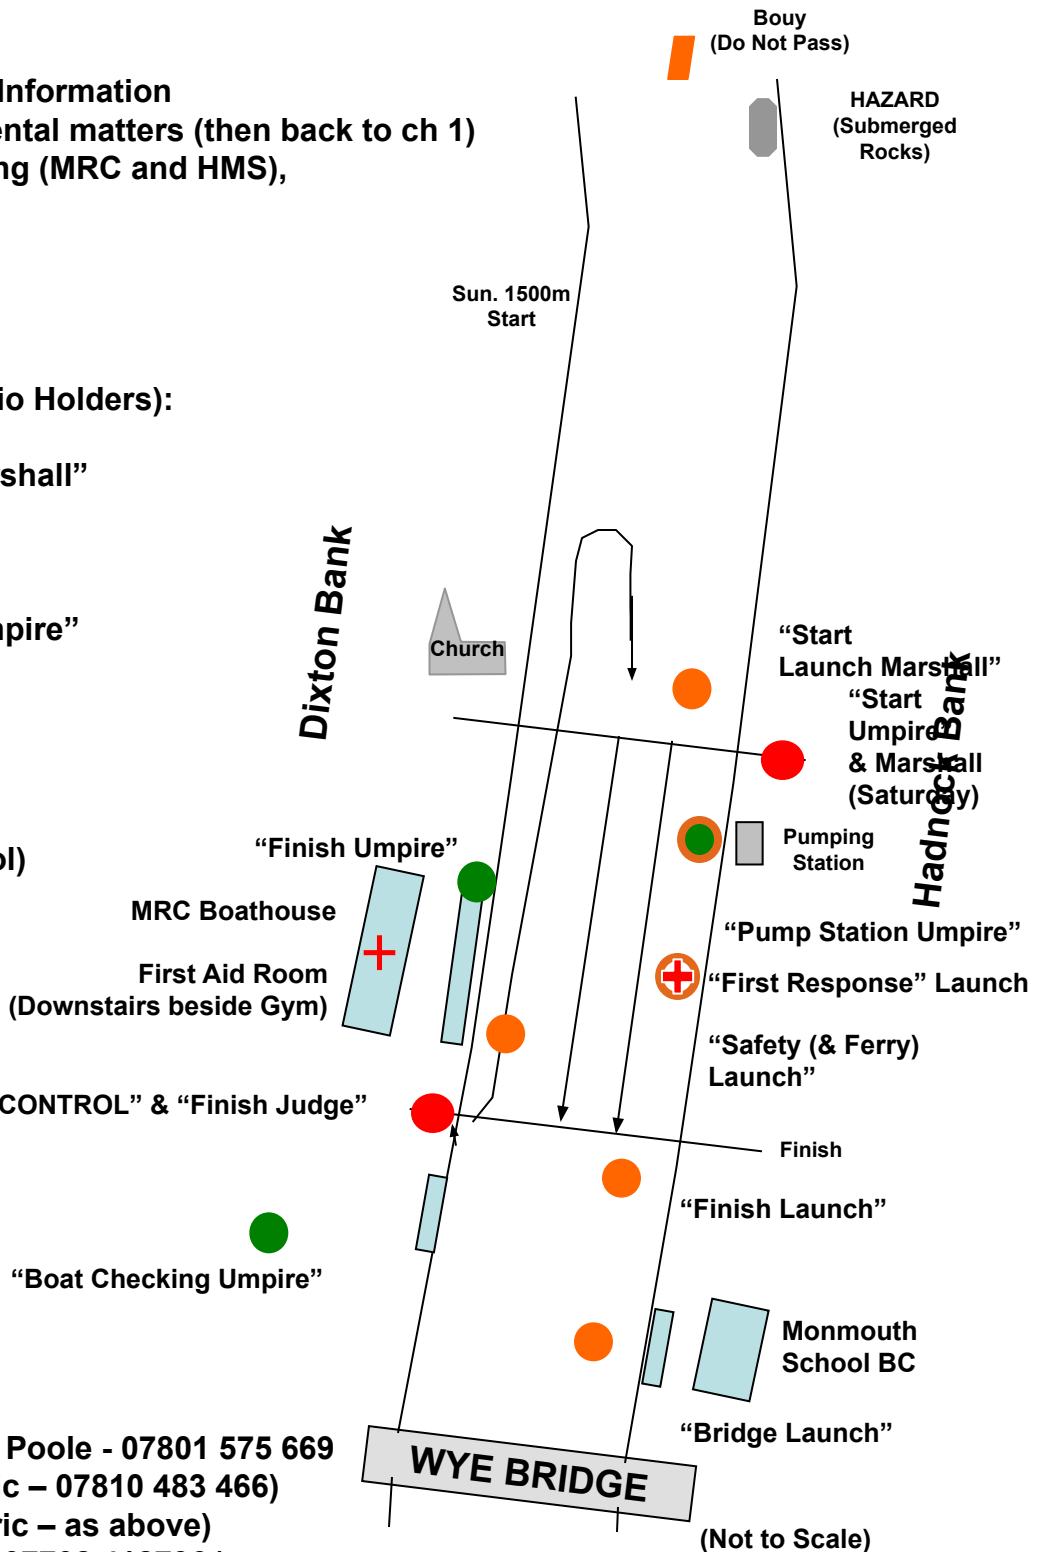 Bouy
(Do Not Pass)
Information
ental matters (then back to ch 1)
ng (MRC and HMS),
HAZARD
(Submerged
Rocks)
Sun. 1500m
Start
io Holders):
shall”
Dixton Bank
Church
npire”
“Start
Launch Marshall”
“Start
Umpire”
& Marshall
(Saturday)
Hadnock Bank
ol)
“Finish Umpire”
Pumping
Station
MRC Boathouse
“Pump Station Umpire”
First Aid Room
(Downstairs beside Gym)
“First Response” Launch
“Safety (& Ferry)
Launch”
CONTROL” & “Finish Judge”
Finish
“Finish Launch”
“Boat Checking Umpire”
Monmouth
School BC
“Bridge Launch”
Poole - 07801 575 669
c – 07810 483 466)
ric – as above)
WYE BRIDGE
(Not to Scale)